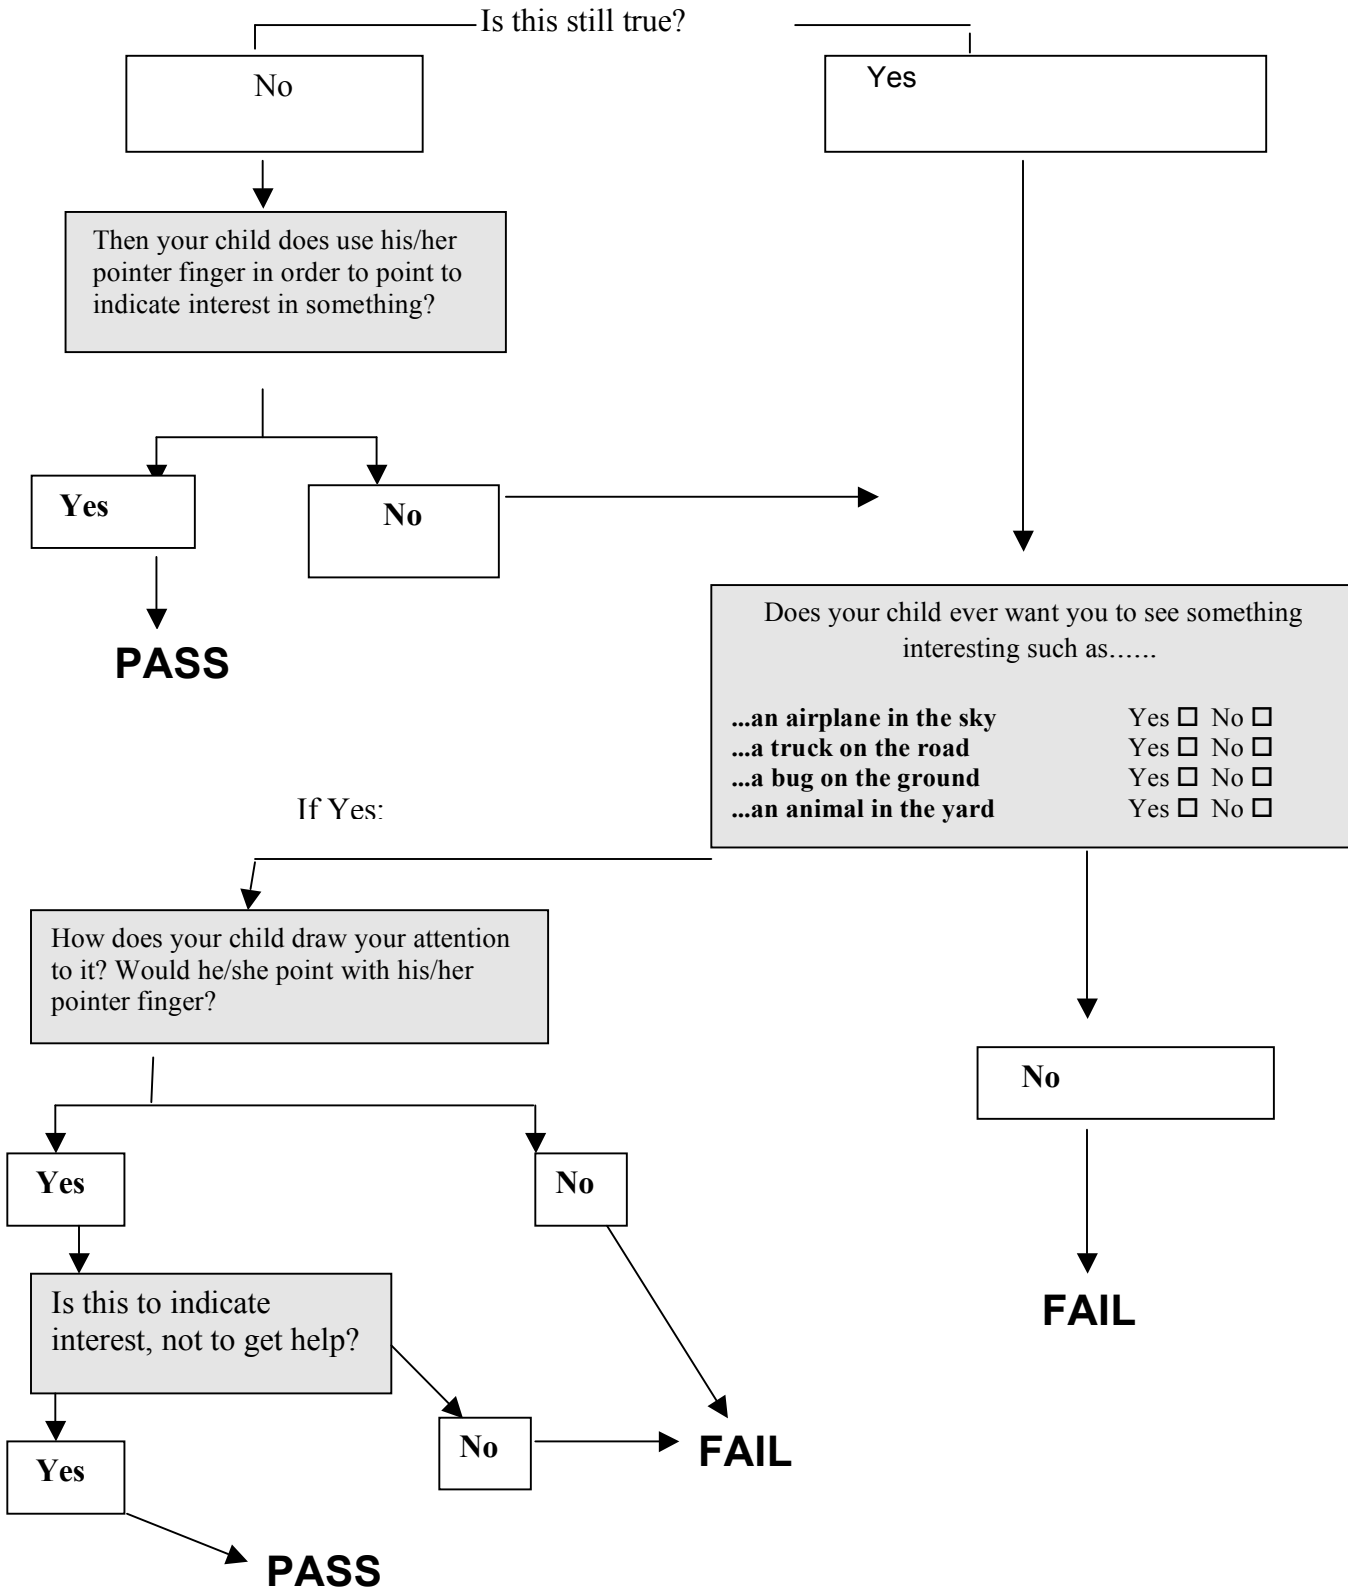 Is this still true?
No
Yes
Then your child does use his/her
pointer finger in order to point to
indicate interest in something?
Yes
No
PASS
Does your child ever want you to see something
interesting such as……
...an airplane in the sky Yes ☐ No ☐
...a truck on the road Yes ☐ No ☐
...a bug on the ground Yes ☐ No ☐
...an animal in the yard Yes ☐ No ☐
If Yes:
How does your child draw your attention
to it? Would he/she point with his/her
pointer finger?
No
Yes
No
FAIL
Is this to indicate
interest, not to get help?
Yes
No
FAIL
PASS